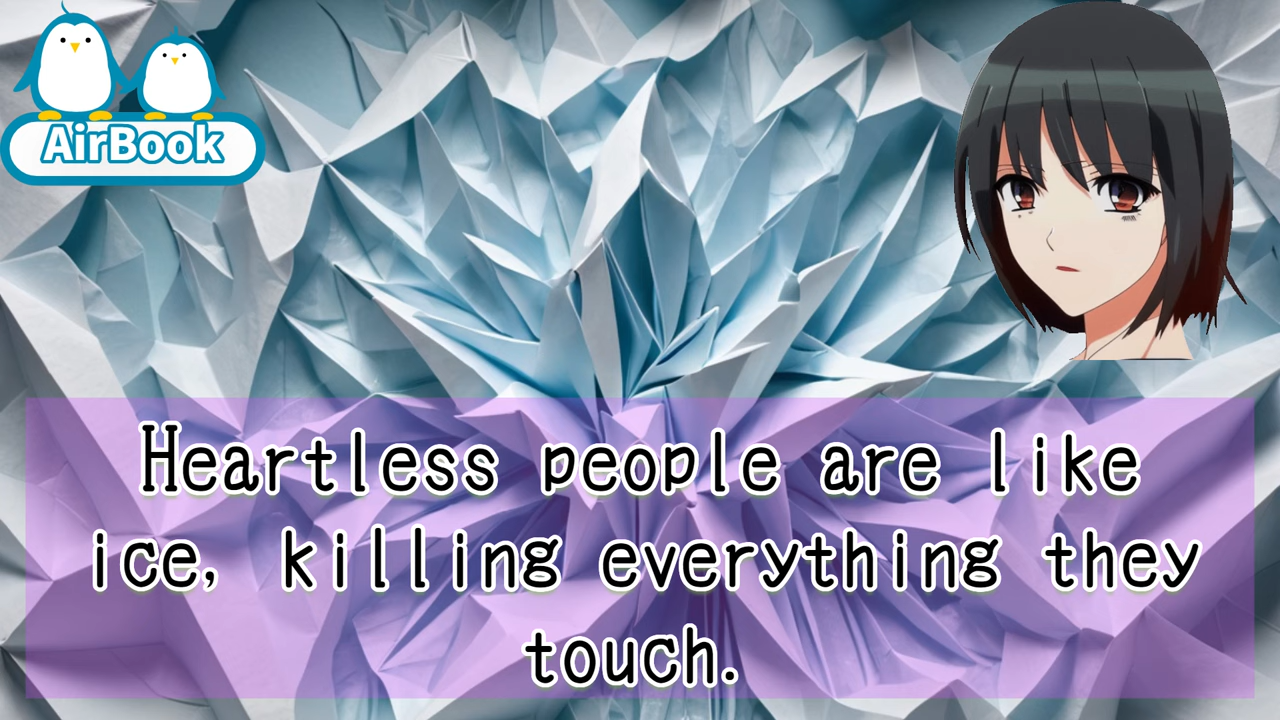 AirBook
Heartless people are like
ice, killing everything they
touch.